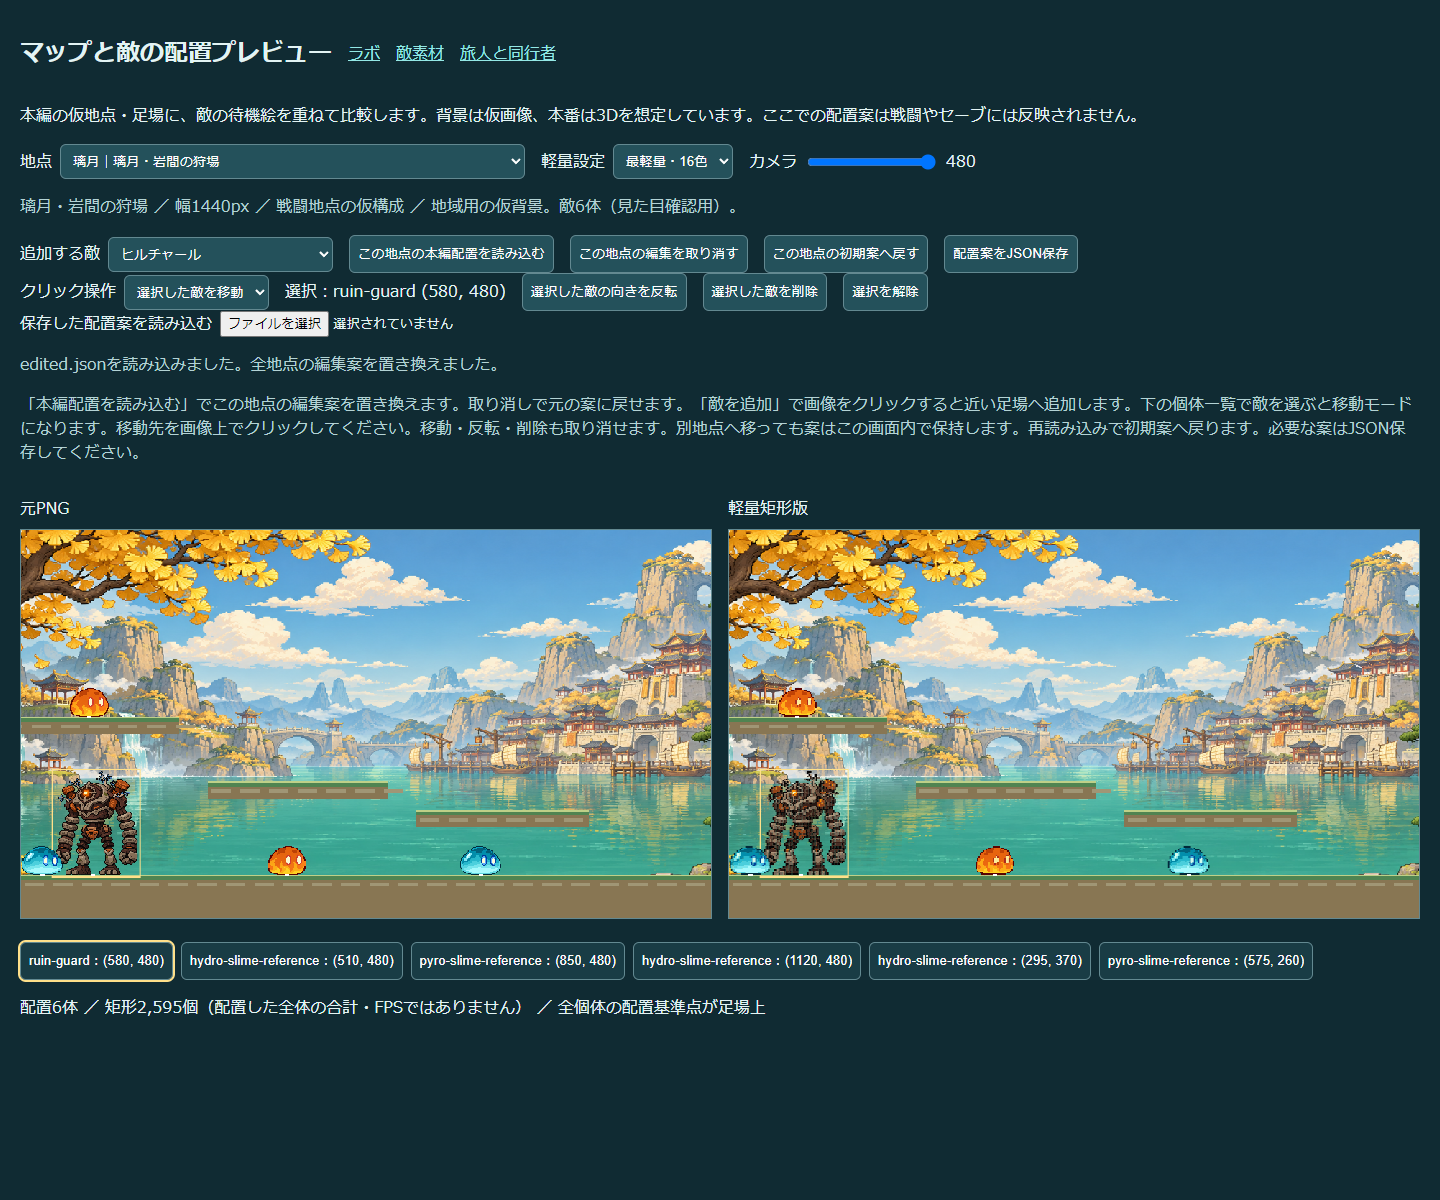 マップと敵の配置プレビュー ラボ 敵素材 旅人と同行者
本編の仮地点・足場に、敵の待機絵を重ねて比較します。背景は仮画像、本番は3Dを想定しています。ここでの配置案は戦闘やセーブには反映されません。
地点 璃月｜璃月・岩間の狩場 軽量設定 最軽量・16色 カメラ 480
璃月・岩間の狩場 ／ 幅1440px ／ 戦闘地点の仮構成 ／ 地域用の仮背景。敵6体（見た目確認用）。
追加する敵 ヒルチャール この地点の本編配置を読み込む この地点の編集を取り消す この地点の初期案へ戻す 配置案をJSON保存
クリック操作 選択した敵を移動 選択：ruin-guard (580, 480) 選択した敵の向きを反転 選択した敵を削除 選択を解除
保存した配置案を読み込む ファイルを選択 選択されていません
edited.jsonを読み込みました。全地点の編集案を置き換えました。
「本編配置を読み込む」でこの地点の編集案を置き換えます。取り消しで元の案に戻せます。「敵を追加」で画像をクリックすると近い足場へ追加します。下の個体一覧で敵を選ぶと移動モード
になります。移動先を画像上でクリックしてください。移動・反転・削除も取り消せます。別地点へ移っても案はこの画面内で保持します。再読み込みで初期案へ戻ります。必要な案はJSON保
存してください。
元PNG 軽量矩形版
ruin-guard：(580, 480) hydro-slime-reference：(510, 480) pyro-slime-reference：(850, 480) hydro-slime-reference：(1120, 480) hydro-slime-reference：(295, 370) pyro-slime-reference：(575, 260)
配置6体 ／ 矩形2,595個（配置した全体の合計・FPSではありません） ／ 全個体の配置基準点が足場上